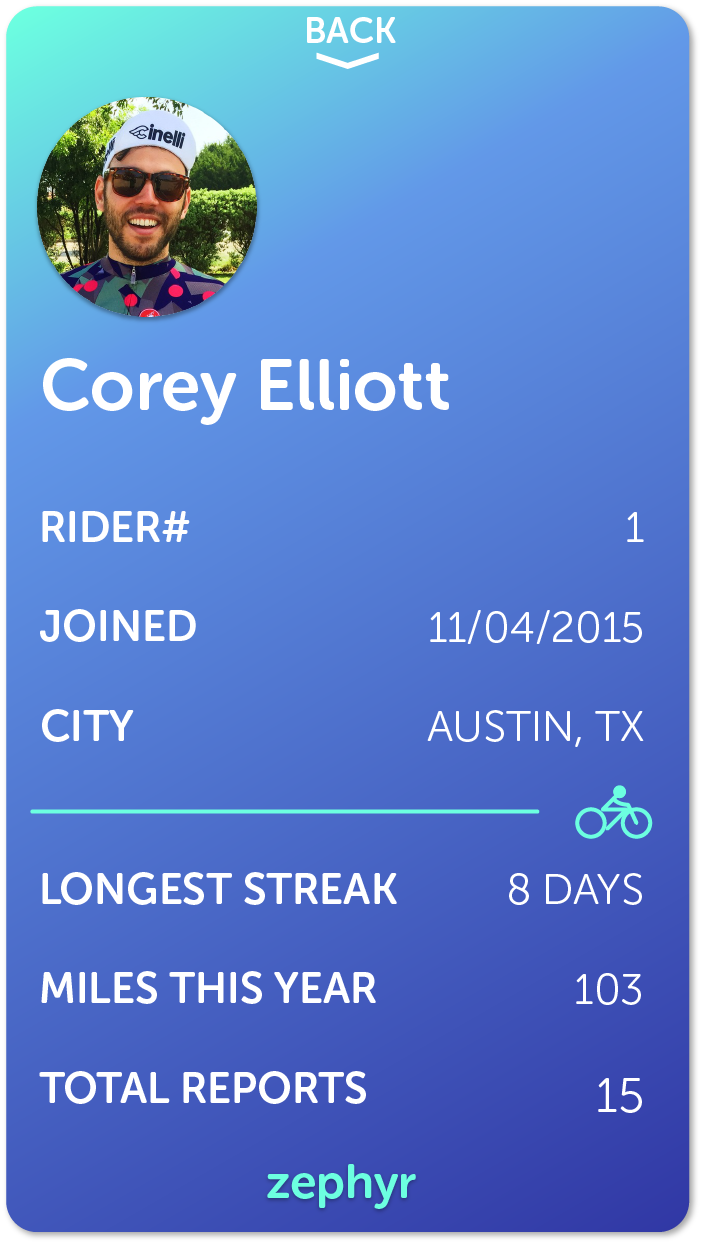 BACK
Cinelli
Corey Elliott
RIDER# 1
JOINED 11/04/2015
CITY AUSTIN, TX
LONGEST STREAK 8 DAYS
MILES THIS YEAR 103
TOTAL REPORTS 15
zephyr